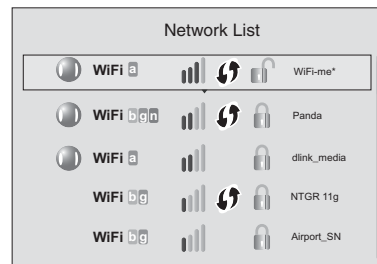 Network List
WiFi a WiFi-me*
WiFi bgn Panda
WiFi a dlink_media
WiFi bg NTGR 11g
WiFi bg Airport_SN